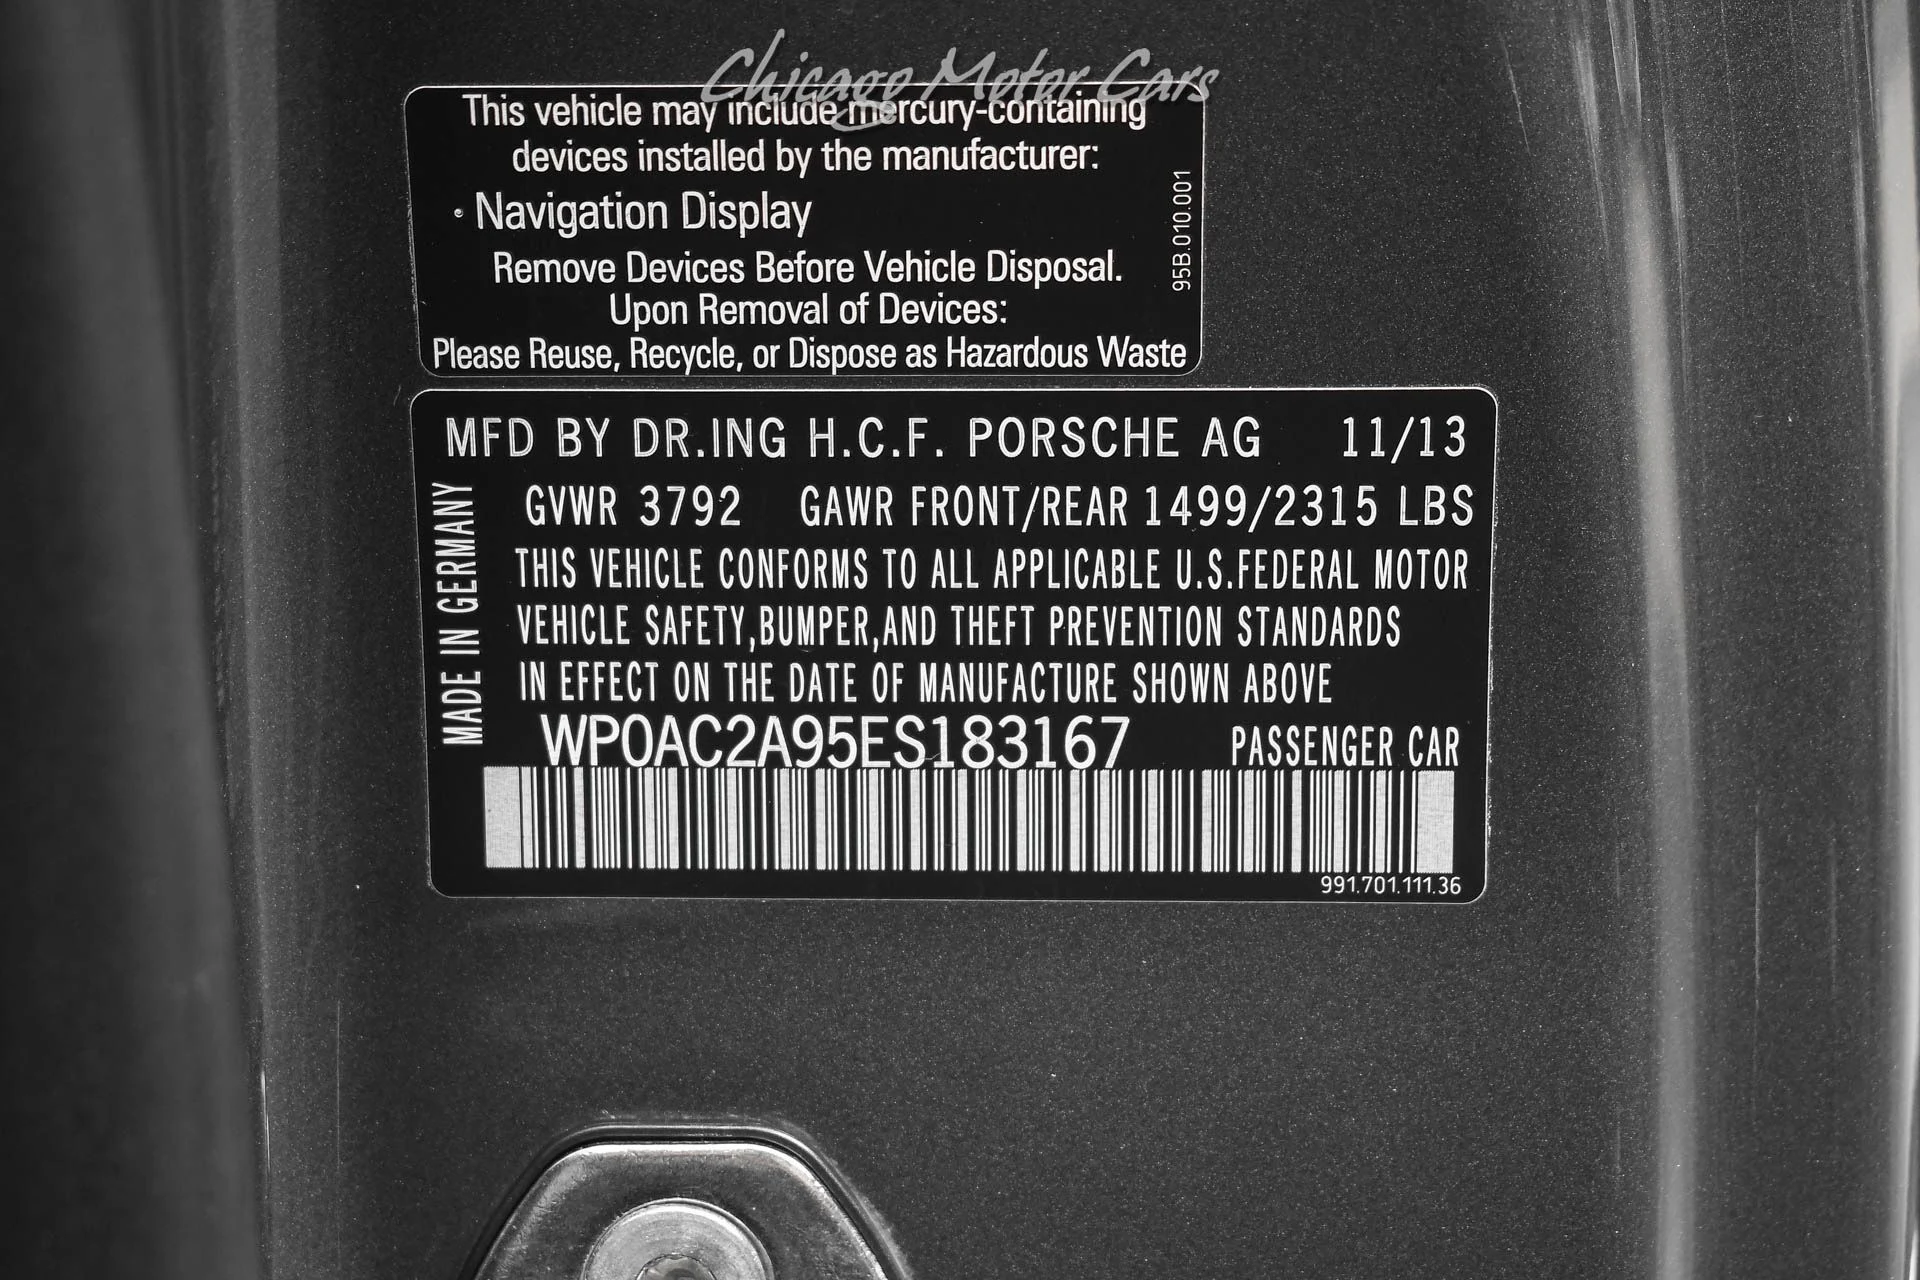 Chicago Motor Cars
This vehicle may include mercury-containing
devices installed by the manufacturer:
• Navigation Display
Remove Devices Before Vehicle Disposal.
Upon Removal of Devices:
Please Reuse, Recycle, or Dispose as Hazardous Waste
95B.010.001
MFD BY DR.ING H.C.F. PORSCHE AG 11/13
GVWR 3792 GAWR FRONT/REAR 1499/2315 LBS
THIS VEHICLE CONFORMS TO ALL APPLICABLE U.S.FEDERAL MOTOR
VEHICLE SAFETY,BUMPER,AND THEFT PREVENTION STANDARDS
IN EFFECT ON THE DATE OF MANUFACTURE SHOWN ABOVE
MADE IN GERMANY
WP0AC2A95ES183167 PASSENGER CAR
991.701.111.36